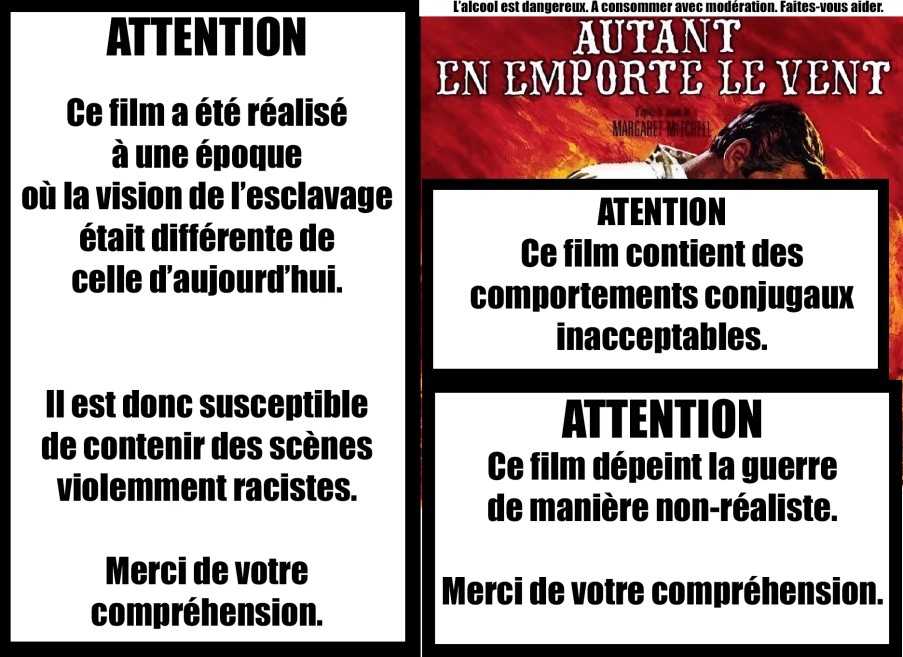 ATTENTION
Ce film a été réalisé
à une époque
où la vision de l'esclavage
était différente de
celle d'aujourd'hui.
Il est donc susceptible
de contenir des scènes
violemment racistes.
Merci de votre
compréhension.
L'alcool est dangereux. A consommer avec modération. Faites-vous aider.
AUTANT
EN EMPORTE LE VENT
MARGARET MITCHELL
ATENTION
Ce film contient des
comportements conjugaux
inacceptables.
ATTENTION
Ce film dépeint la guerre
de manière non-réaliste.
Merci de votre compréhension.